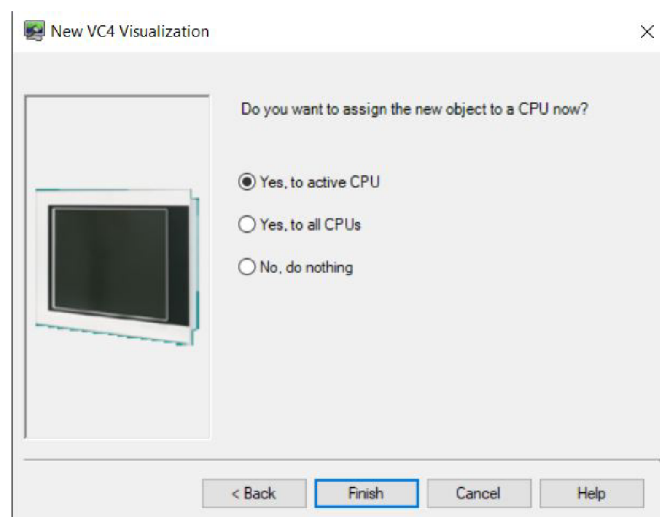 New VC4 Visualization
Do you want to assign the new object to a CPU now?
Yes, to active CPU
Yes, to all CPUs
No, do nothing
< Back Finish Cancel Help